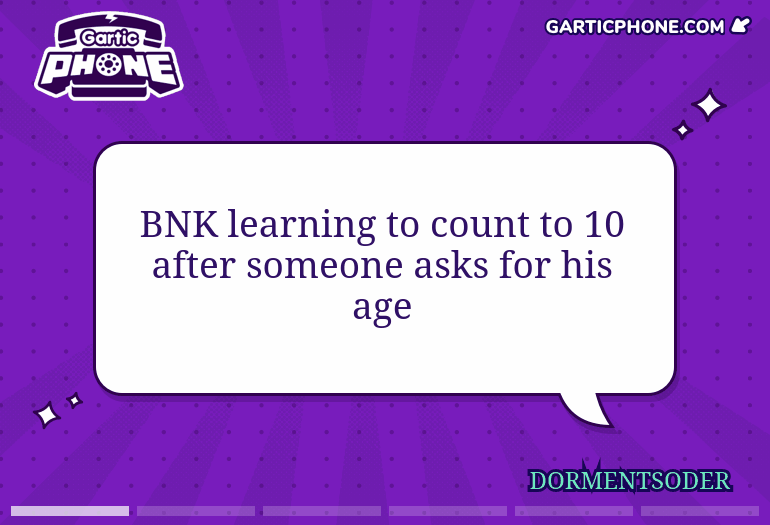 Gartic
PHONE
GARTICPHONE.COM
BNK learning to count to 10
after someone asks for his
age
DORMENTSODER